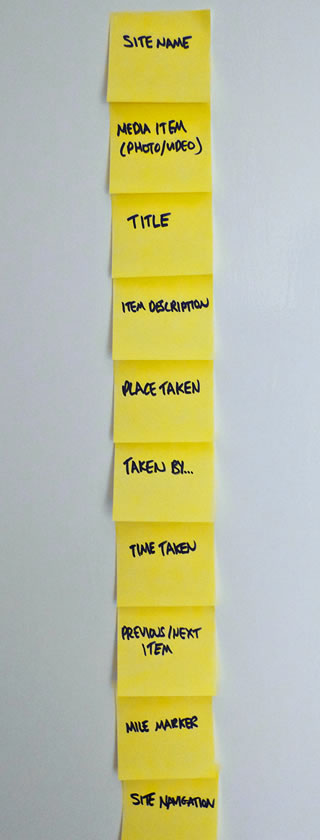 SITE NAME
MEDIA ITEM
(PHOTO/VIDEO)
TITLE
ITEM DESCRIPTION
PLACE TAKEN
TAKEN BY...
TIME TAKEN
PREVIOUS/NEXT
ITEM
MILE MARKER
SITE NAVIGATION